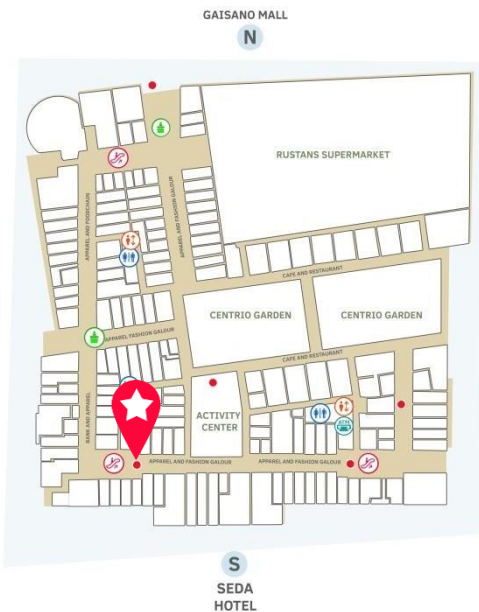 GAISANO MALL
N
RUSTANS SUPERMARKET
APPAREL AND FOODCHAIN
APPAREL AND FASHION GALOUR
CAFE AND RESTAURANT
CENTRIO GARDEN
CENTRIO GARDEN
APPAREL FASHION GALOUR
CAFE AND RESTAURANT
BANK AND APPAREL
ACTIVITY
CENTER
ATM
APPAREL AND FASHION GALOUR
APPAREL AND FASHION GALOUR
S
SEDA
HOTEL